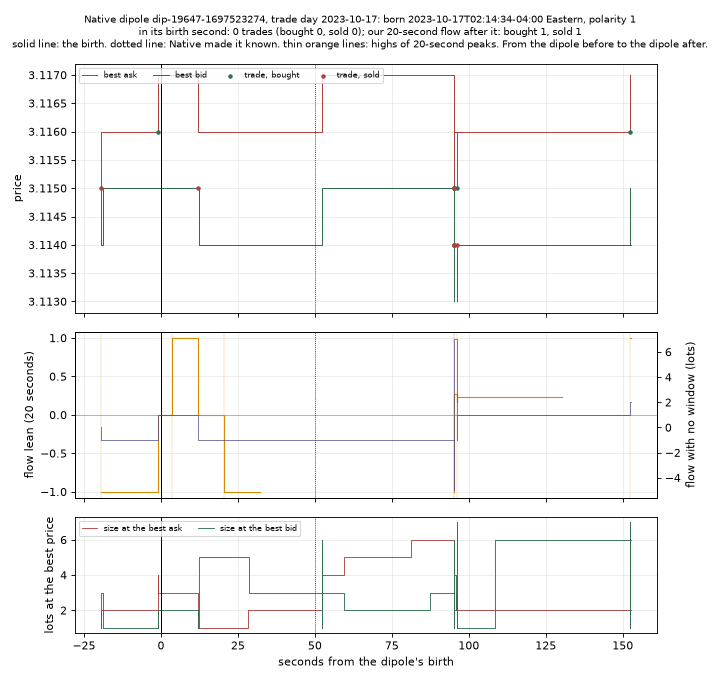 Native dipole dip-19647-1697523274, trade day 2023-10-17: born 2023-10-17T02:14:34-04:00 Eastern, polarity 1
in its birth second: 0 trades (bought 0, sold 0); our 20-second flow after it: bought 1, sold 1
solid line: the birth. dotted line: Native made it known. thin orange lines: highs of 20-second peaks. From the dipole before to the dipole after.
best ask best bid trade, bought trade, sold
3.1170
3.1165
3.1160
3.1155
3.1150
3.1145
3.1140
3.1135
3.1130
price
1.0
0.5
0.0
−0.5
−1.0
flow lean (20 seconds)
6
4
2
0
−2
−4
flow with no window (lots)
size at the best ask size at the best bid
6
4
2
lots at the best price
−25 0 25 50 75 100 125 150
seconds from the dipole's birth